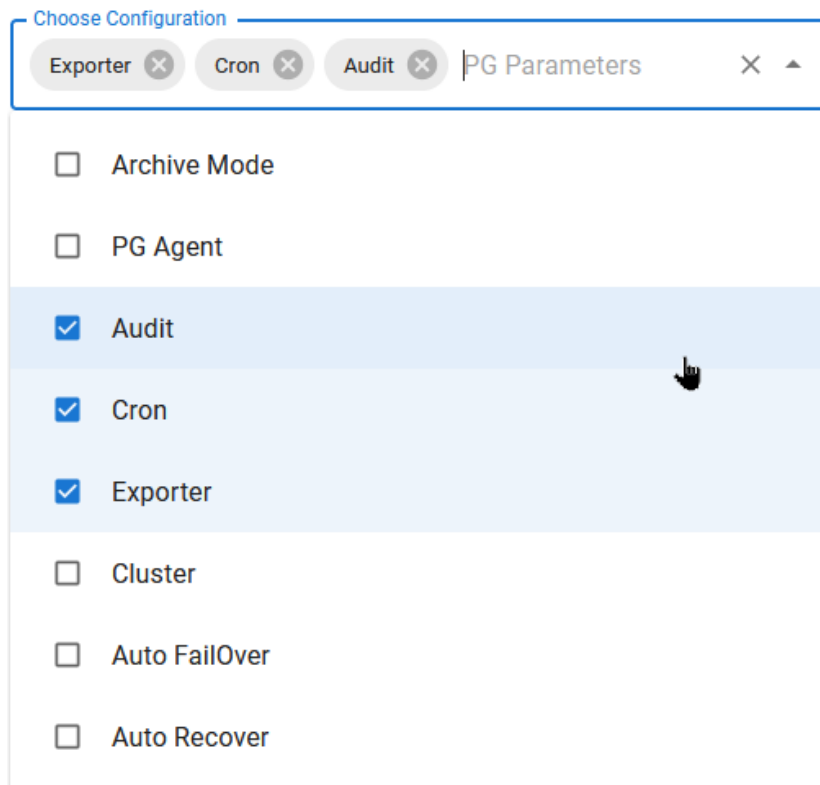 Choose Configuration
Exporter Cron Audit PG Parameters
Archive Mode
PG Agent
Audit
Cron
Exporter
Cluster
Auto FailOver
Auto Recover